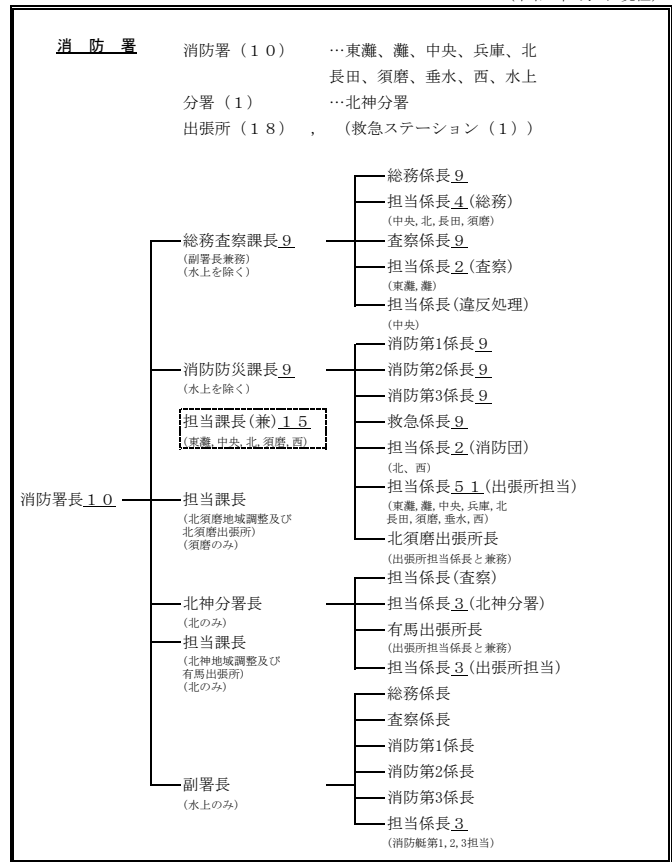 消 防 署 消防署（１０） …東灘、灘、中央、兵庫、北
長田、須磨、垂水、西、水上
分署（１） …北神分署
出張所（１８） ， （救急ステーション（１））
消防署長１０
総務査察課長９
(副署長兼務)
(水上を除く)
総務係長９
担当係長４(総務)
(中央,北,長田,須磨)
査察係長９
担当係長２(査察)
(東灘,灘)
担当係長(違反処理)
(中央)
消防防災課長９
(水上を除く)
担当課長(兼)１５
(東灘,中央,北,須磨,西)
消防第1係長９
消防第2係長９
消防第3係長９
救急係長９
担当係長２(消防団)
(北、西)
担当係長５１(出張所担当)
(東灘,灘,中央,兵庫,北
長田,須磨,垂水,西)
北須磨出張所長
(出張所担当係長と兼務)
担当課長
(北須磨地域調整及び
北須磨出張所)
(須磨のみ)
北神分署長
(北のみ)
担当課長
(北神地域調整及び
有馬出張所)
(北のみ)
担当係長(査察)
担当係長３(北神分署)
有馬出張所長
(出張所担当係長と兼務)
担当係長３(出張所担当)
副署長
(水上のみ)
総務係長
査察係長
消防第1係長
消防第2係長
消防第3係長
担当係長３
(消防艇第1,2,3担当)